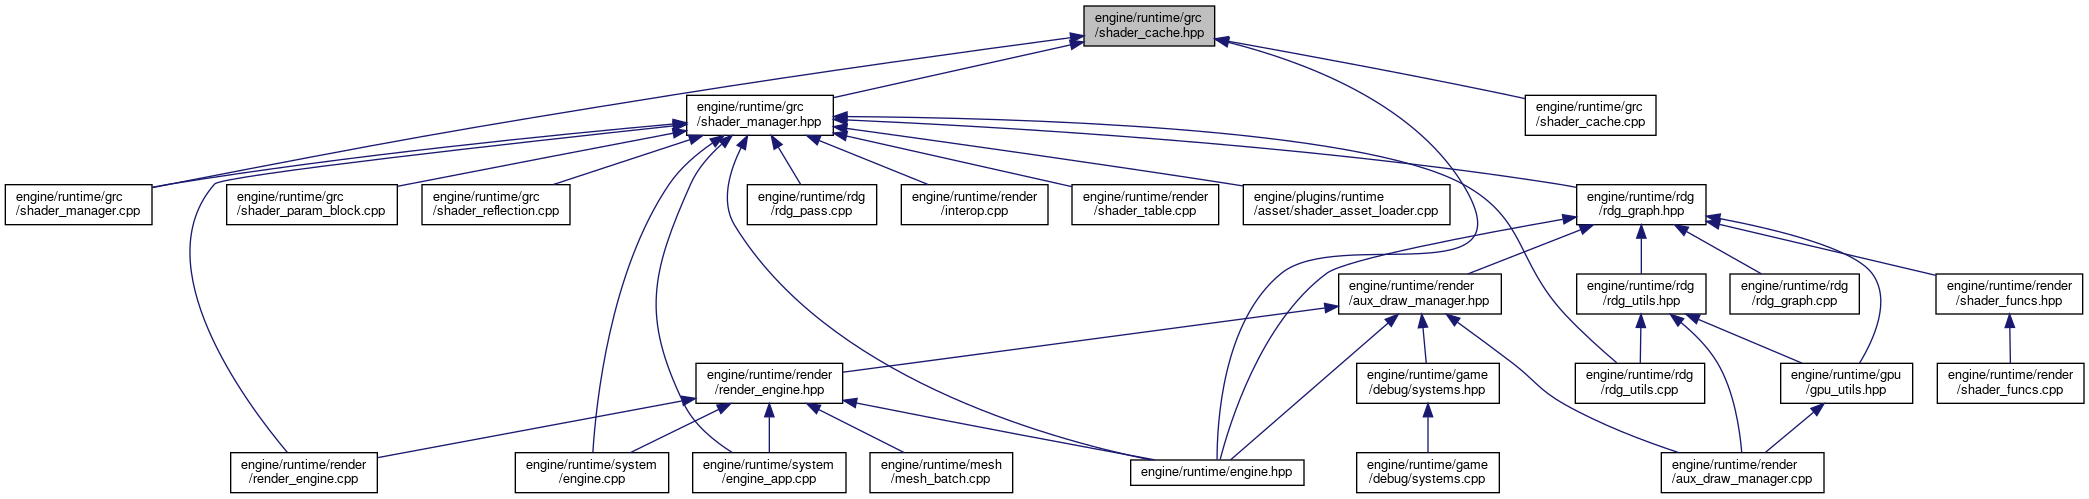 engine/runtime/grc
/shader_cache.hpp
engine/runtime/grc
/shader_manager.hpp
engine/runtime/grc
/shader_cache.cpp
engine/runtime/grc
/shader_manager.cpp
engine/runtime/grc
/shader_param_block.cpp
engine/runtime/grc
/shader_reflection.cpp
engine/runtime/rdg
/rdg_pass.cpp
engine/runtime/render
/interop.cpp
engine/runtime/render
/shader_table.cpp
engine/plugins/runtime
/asset/shader_asset_loader.cpp
engine/runtime/rdg
/rdg_graph.hpp
engine/runtime/render
/aux_draw_manager.hpp
engine/runtime/rdg
/rdg_utils.hpp
engine/runtime/rdg
/rdg_graph.cpp
engine/runtime/render
/shader_funcs.hpp
engine/runtime/render
/render_engine.hpp
engine/runtime/game
/debug/systems.hpp
engine/runtime/rdg
/rdg_utils.cpp
engine/runtime/gpu
/gpu_utils.hpp
engine/runtime/render
/shader_funcs.cpp
engine/runtime/render
/render_engine.cpp
engine/runtime/system
/engine.cpp
engine/runtime/system
/engine_app.cpp
engine/runtime/mesh
/mesh_batch.cpp
engine/runtime/engine.hpp
engine/runtime/game
/debug/systems.cpp
engine/runtime/render
/aux_draw_manager.cpp